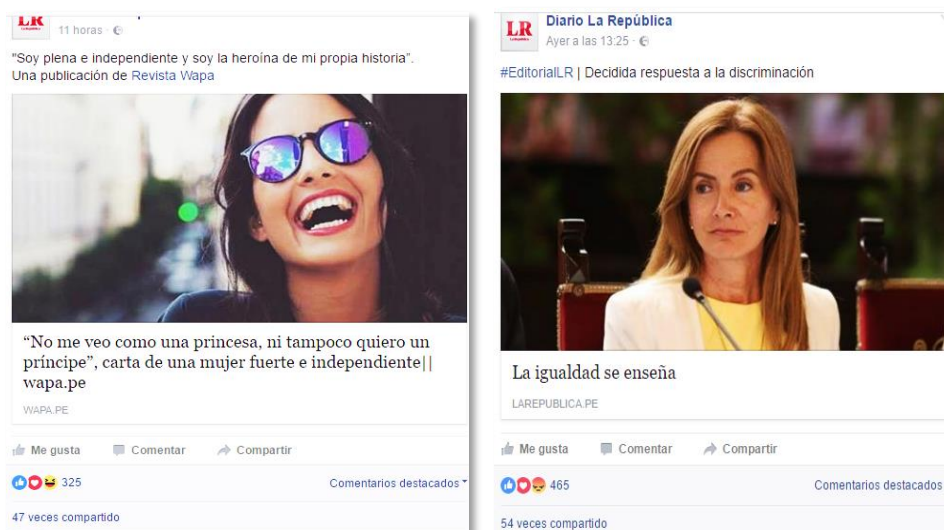 LR
11 horas
"Soy plena e independiente y soy la heroína de mi propia historia".
Una publicación de Revista Wapa
“No me veo como una princesa, ni tampoco quiero un
príncipe”, carta de una mujer fuerte e independiente||
wapa.pe
WAPA.PE
Me gusta Comentar Compartir
325 Comentarios destacados
47 veces compartido
LR
Diario La República
Ayer a las 13:25
#EditorialLR | Decidida respuesta a la discriminación
La igualdad se enseña
LAREPUBLICA.PE
Me gusta Comentar Compartir
465 Comentarios destacados
54 veces compartido